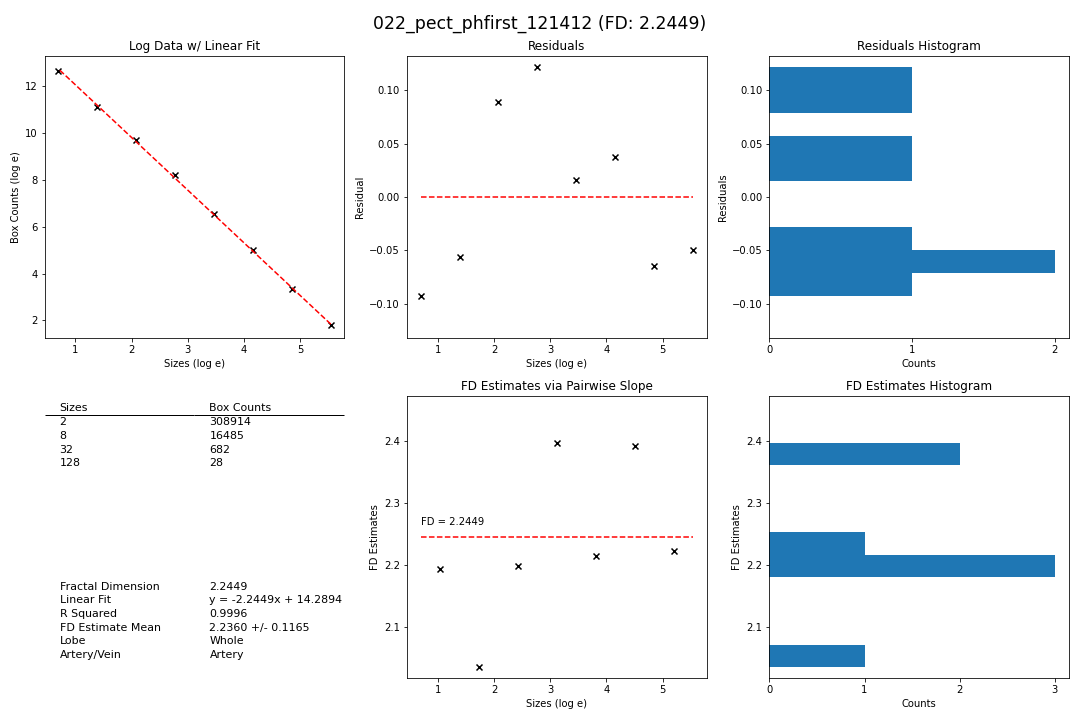 022_pect_phfirst_121412 (FD: 2.2449)
Log Data w/ Linear Fit
12
10
8
6
4
2
1 2 3 4 5
Box Counts (log e)
Sizes (log e)
Residuals
0.10
0.05
0.00
−0.05
−0.10
1 2 3 4 5
Residual
Sizes (log e)
Residuals Histogram
0.10
0.05
0.00
−0.05
−0.10
0 1 2
Residuals
Counts
Sizes Box Counts
2 308914
8 16485
32 682
128 28
Fractal Dimension 2.2449
Linear Fit y = -2.2449x + 14.2894
R Squared 0.9996
FD Estimate Mean 2.2360 +/- 0.1165
Lobe Whole
Artery/Vein Artery
FD Estimates via Pairwise Slope
2.4
2.3
2.2
2.1
FD = 2.2449
1 2 3 4 5
FD Estimates
Sizes (log e)
FD Estimates Histogram
2.4
2.3
2.2
2.1
0 1 2 3
FD Estimates
Counts